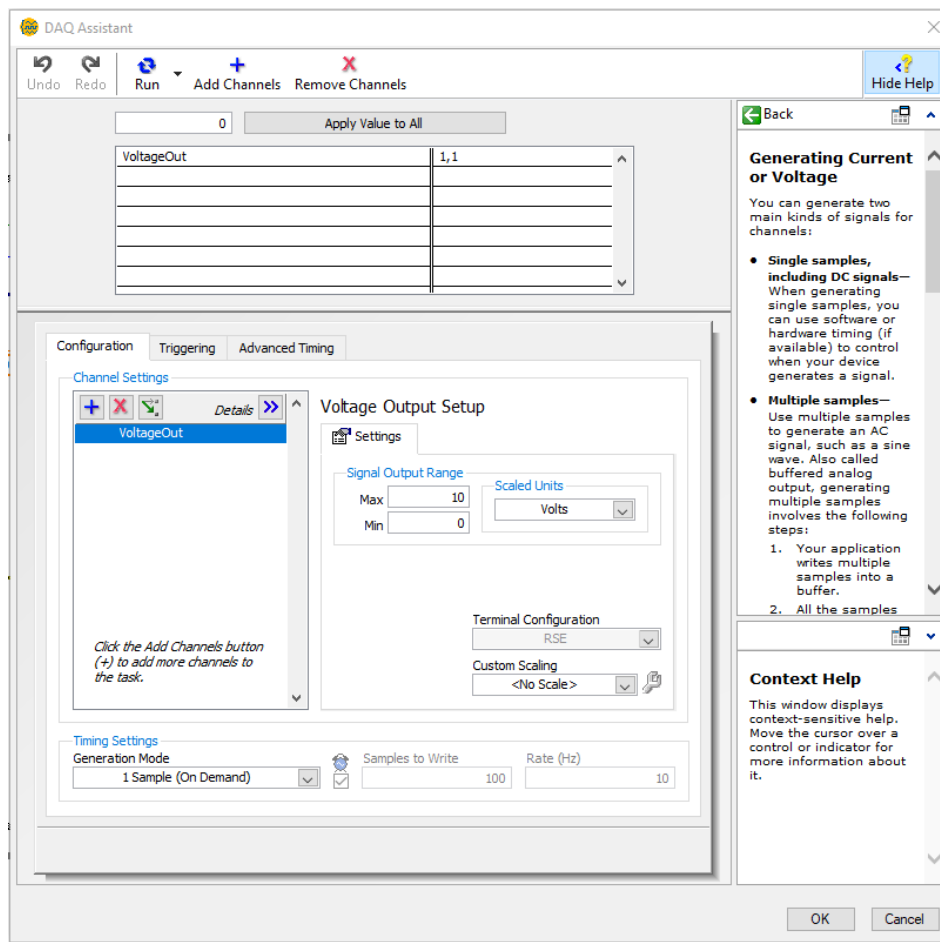 DAQ Assistant
Undo
Redo
Run
Add Channels
Remove Channels
Hide Help
0
Apply Value to All
VoltageOut
1,1
Configuration
Triggering
Advanced Timing
Channel Settings
Details
VoltageOut
Click the Add Channels button
(+) to add more channels to
the task.
Voltage Output Setup
Settings
Signal Output Range
Max
10
Min
0
Scaled Units
Volts
Terminal Configuration
RSE
Custom Scaling
<No Scale>
Timing Settings
Generation Mode
1 Sample (On Demand)
Samples to Write
100
Rate (Hz)
10
Back
Generating Current
or Voltage
You can generate two
main kinds of signals for
channels:
• Single samples,
including DC signals—
When generating
single samples, you
can use software or
hardware timing (if
available) to control
when your device
generates a signal.
• Multiple samples—
Use multiple samples
to generate an AC
signal, such as a sine
wave. Also called
buffered analog
output, generating
multiple samples
involves the following
steps:
1. Your application
writes multiple
samples into a
buffer.
2. All the samples
Context Help
This window displays
context-sensitive help.
Move the cursor over a
control or indicator for
more information about
it.
OK
Cancel